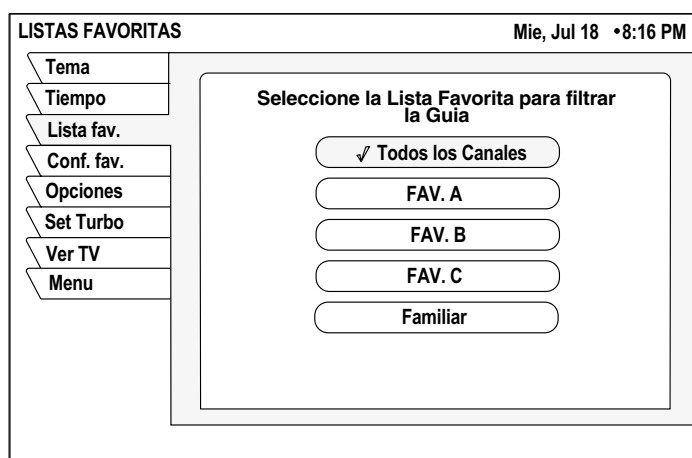 LISTAS FAVORITAS
Mie, Jul 18 •8:16 PM
Tema
Tiempo
Lista fav.
Conf. fav.
Opciones
Set Turbo
Ver TV
Menu
Seleccione la Lista Favorita para filtrar
la Guia
√ Todos los Canales
FAV. A
FAV. B
FAV. C
Familiar